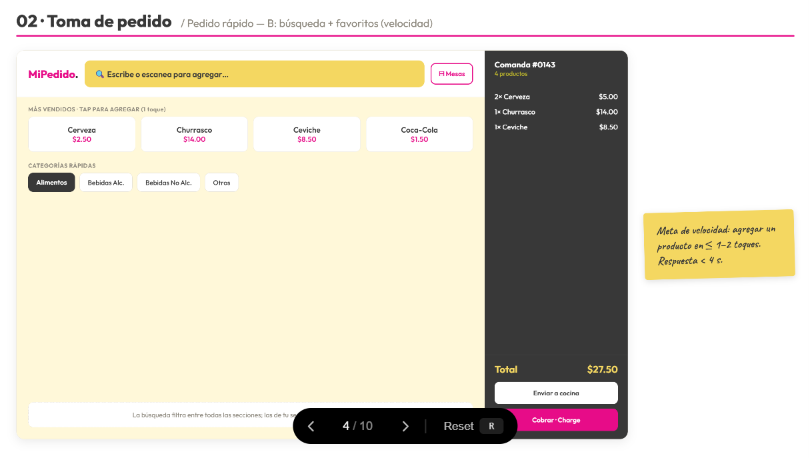 02 · Toma de pedido / Pedido rápido — B: búsqueda + favoritos (velocidad)
MiPedido.
🔍 Escribe o escanea para agregar...
Mesas
MÁS VENDIDOS · TAP PARA AGREGAR (1 toque)
Cerveza
$2.50
Churrasco
$14.00
Ceviche
$8.50
Coca-Cola
$1.50
CATEGORÍAS RÁPIDAS
Alimentos
Bebidas Alc.
Bebidas No Alc.
Otros
La búsqueda filtra entre todas las secciones; las de tu
Comanda #0143
4 productos
2× Cerveza $5.00
1× Churrasco $14.00
1× Ceviche $8.50
Total $27.50
Enviar a cocina
Cobrar · Charge
Meta de velocidad: agregar un
producto en ≤ 1–2 toques.
Respuesta < 4 s.
4 / 10
Reset R